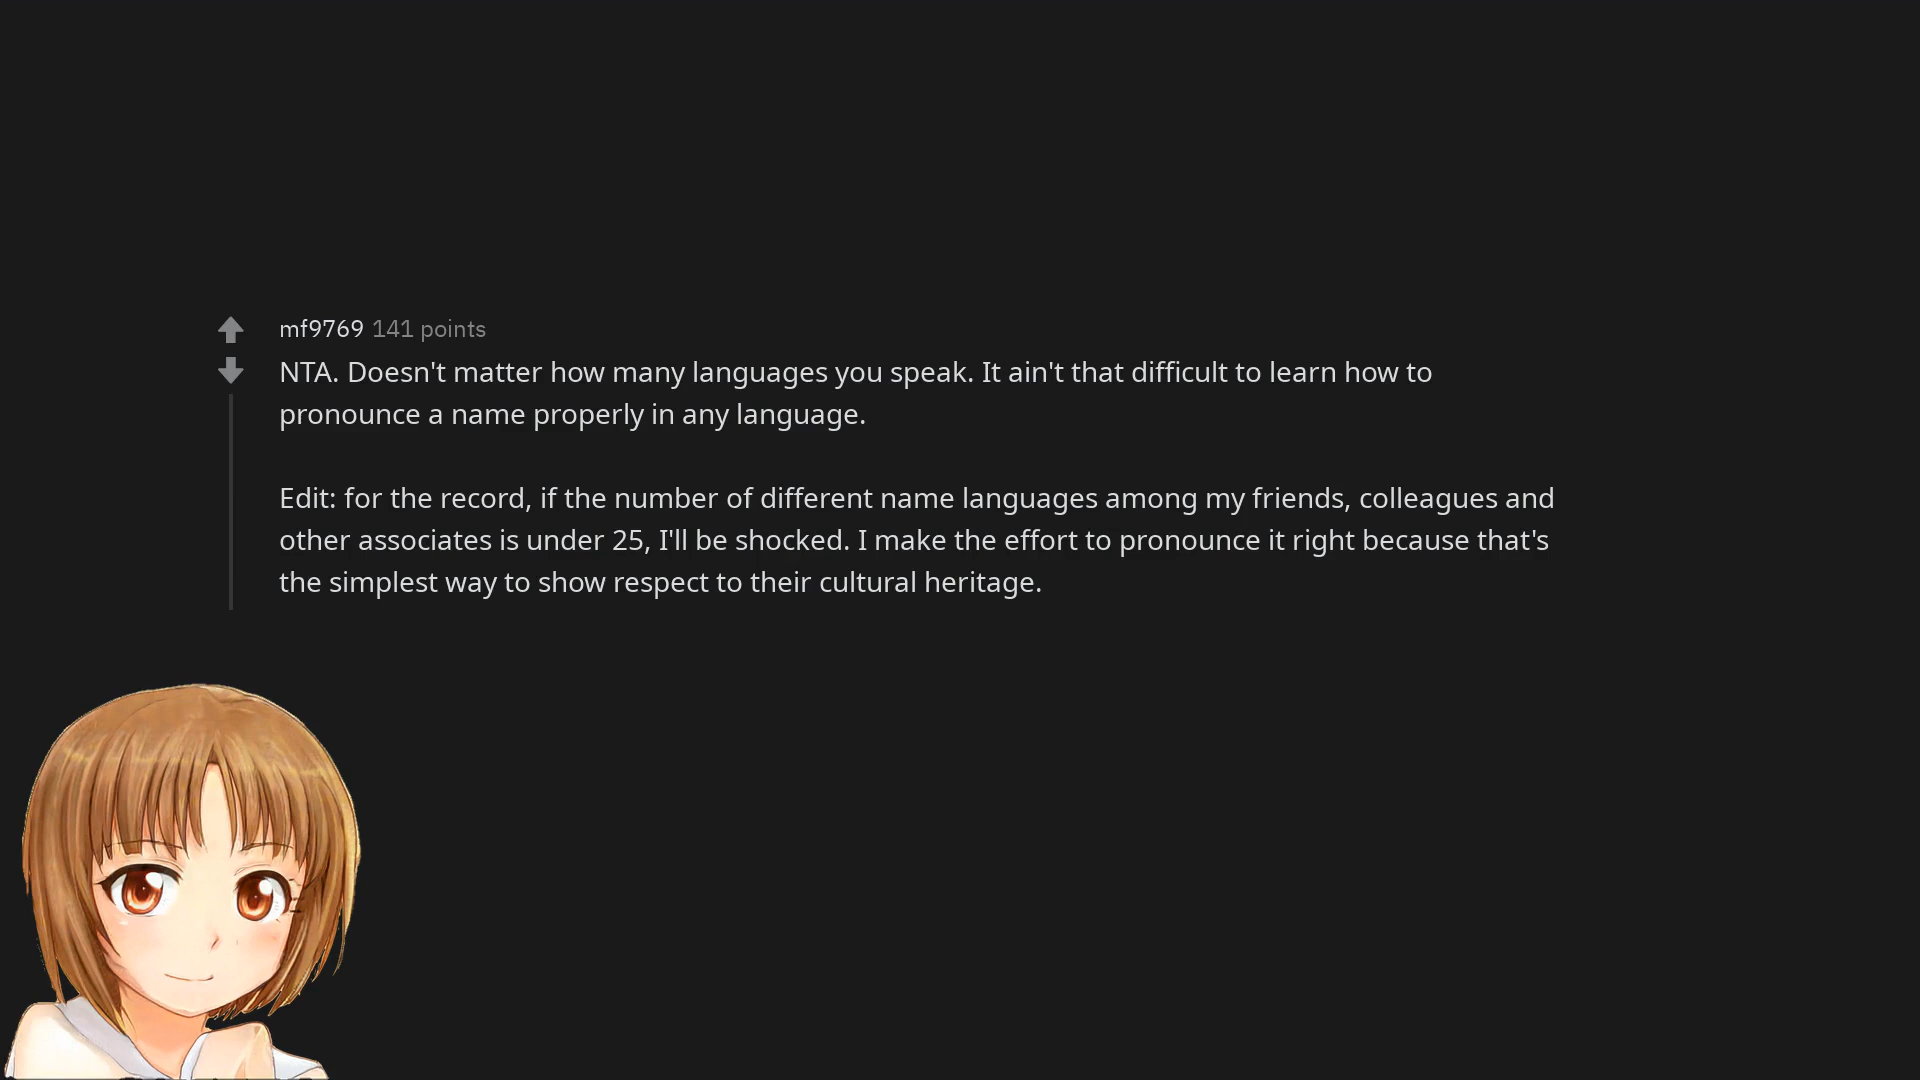 mf9769 141 points
NTA. Doesn't matter how many languages you speak. It ain't that difficult to learn how to
pronounce a name properly in any language.
Edit: for the record, if the number of different name languages among my friends, colleagues and
other associates is under 25, I'll be shocked. I make the effort to pronounce it right because that's
the simplest way to show respect to their cultural heritage.